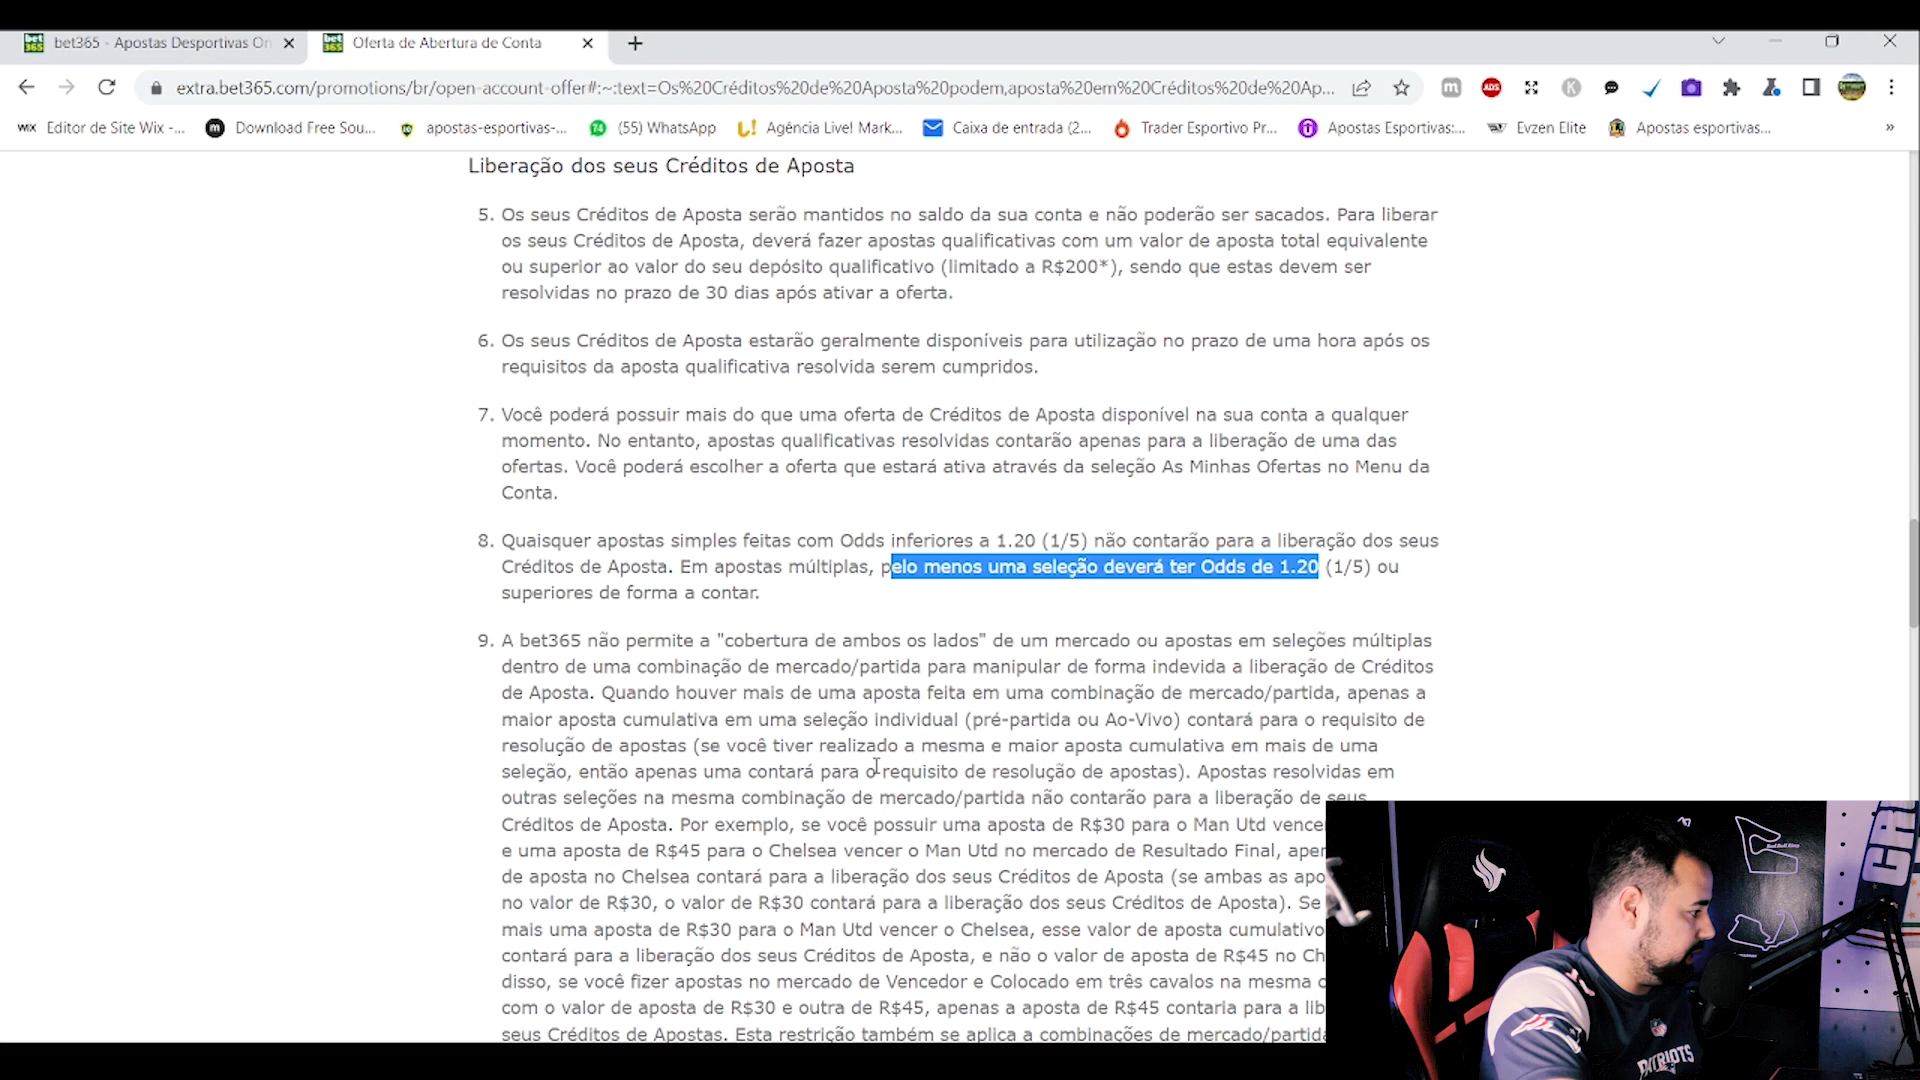 bet365 - Apostas Desportivas On
Oferta de Abertura de Conta
extra.bet365.com/promotions/br/open-account-offer#:~:text=Os%20Créditos%20de%20Aposta%20podem,aposta%20em%20Créditos%20de%20Ap...
Editor de Site Wix -...
Download Free Sou...
apostas-esportivas-...
(55) WhatsApp
Agência Live! Mark...
Caixa de entrada (2...
Trader Esportivo Pr...
Apostas Esportivas:...
Evzen Elite
Apostas esportivas...
»
Liberação dos seus Créditos de Aposta
5. Os seus Créditos de Aposta serão mantidos no saldo da sua conta e não poderão ser sacados. Para liberar
os seus Créditos de Aposta, deverá fazer apostas qualificativas com um valor de aposta total equivalente
ou superior ao valor do seu depósito qualificativo (limitado a R$200*), sendo que estas devem ser
resolvidas no prazo de 30 dias após ativar a oferta.
6. Os seus Créditos de Aposta estarão geralmente disponíveis para utilização no prazo de uma hora após os
requisitos da aposta qualificativa resolvida serem cumpridos.
7. Você poderá possuir mais do que uma oferta de Créditos de Aposta disponível na sua conta a qualquer
momento. No entanto, apostas qualificativas resolvidas contarão apenas para a liberação de uma das
ofertas. Você poderá escolher a oferta que estará ativa através da seleção As Minhas Ofertas no Menu da
Conta.
8. Quaisquer apostas simples feitas com Odds inferiores a 1.20 (1/5) não contarão para a liberação dos seus
Créditos de Aposta. Em apostas múltiplas, pelo menos uma seleção deverá ter Odds de 1.20 (1/5) ou
superiores de forma a contar.
9. A bet365 não permite a "cobertura de ambos os lados" de um mercado ou apostas em seleções múltiplas
dentro de uma combinação de mercado/partida para manipular de forma indevida a liberação de Créditos
de Aposta. Quando houver mais de uma aposta feita em uma combinação de mercado/partida, apenas a
maior aposta cumulativa em uma seleção individual (pré-partida ou Ao-Vivo) contará para o requisito de
resolução de apostas (se você tiver realizado a mesma e maior aposta cumulativa em mais de uma
seleção, então apenas uma contará para o requisito de resolução de apostas). Apostas resolvidas em
outras seleções na mesma combinação de mercado/partida não contarão para a liberação de seus
Créditos de Aposta. Por exemplo, se você possuir uma aposta de R$30 para o Man Utd vencer
e uma aposta de R$45 para o Chelsea vencer o Man Utd no mercado de Resultado Final, aper
de aposta no Chelsea contará para a liberação dos seus Créditos de Aposta (se ambas as apo
no valor de R$30, o valor de R$30 contará para a liberação dos seus Créditos de Aposta). Se
mais uma aposta de R$30 para o Man Utd vencer o Chelsea, esse valor de aposta cumulativo
contará para a liberação dos seus Créditos de Aposta, e não o valor de aposta de R$45 no Ch
disso, se você fizer apostas no mercado de Vencedor e Colocado em três cavalos na mesma c
com o valor de aposta de R$30 e outra de R$45, apenas a aposta de R$45 contaria para a lib
seus Créditos de Apostas. Esta restrição também se aplica a combinações de mercado/partida
PATRIOTS